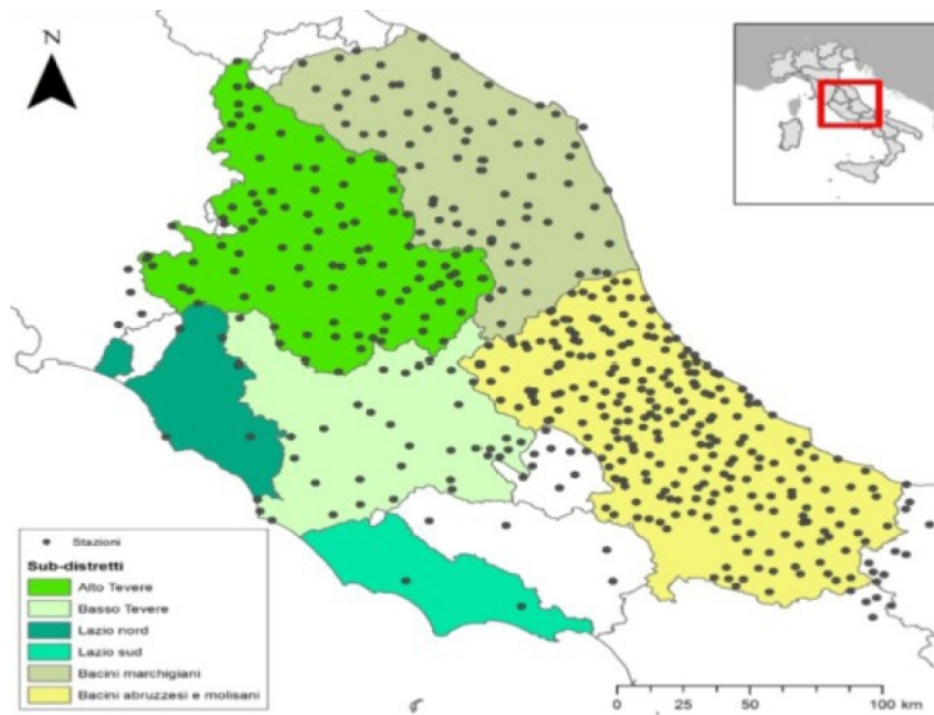 N
Stazioni
Sub-distretti
Alto Tevere
Basso Tevere
Lazio nord
Lazio sud
Bacini marchigiani
Bacini abruzzesi e molisani
0 25 50 100 km